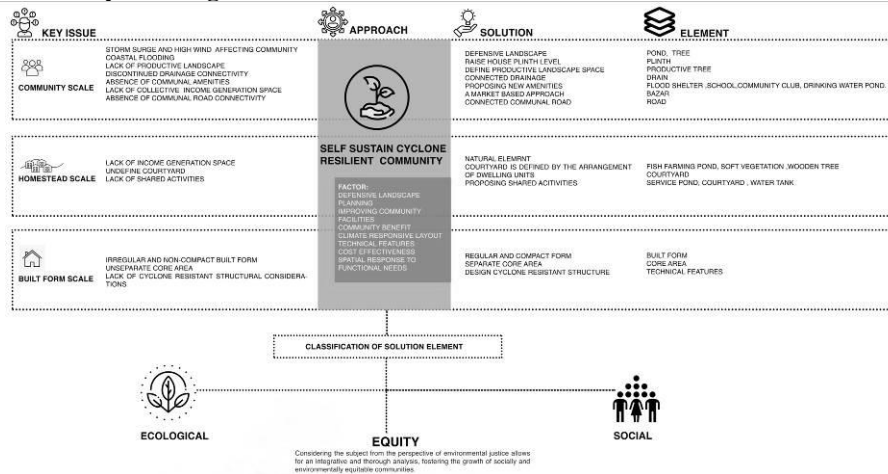 KEY ISSUE
APPROACH
SOLUTION
ELEMENT
COMMUNITY SCALE
STORM SURGE AND HIGH WIND AFFECTING COMMUNITY
COASTAL FLOODING
LACK OF PRODUCTIVE LANDSCAPE
DISCONTINUED DRAINAGE CONNECTIVITY
ABSENCE OF COMMUNAL AMENITIES
LACK OF COLLECTIVE INCOME GENERATION SPACE
ABSENCE OF COMMUNAL ROAD CONNECTIVITY
DEFENSIVE LANDSCAPE
RAISE HOUSE PLINTH LEVEL
DEFINE PRODUCTIVE LANDSCAPE SPACE
CONNECTED DRAINAGE
PROPOSING NEW AMENITIES
A MARKET BASED APPROACH
CONNECTED COMMUNAL ROAD
POND, TREE
PLINTH
PRODUCTIVE TREE
DRAIN
FLOOD SHELTER ,SCHOOL,COMMUNITY CLUB, DRINKING WATER POND.
BAZAR
ROAD
SELF SUSTAIN CYCLONE
RESILIENT COMMUNITY
FACTOR:
DEFENSIVE LANDSCAPE
PLANNING
IMPROVING COMMUNITY
FACILITIES
COMMUNITY BENEFIT
CLIMATE RESPONSIVE LAYOUT
TECHNICAL FEATURES
COST EFFECTIVENESS
SPATIAL RESPONSE TO
FUNCTIONAL NEEDS
HOMESTEAD SCALE
LACK OF INCOME GENERATION SPACE
UNDEFINE COURTYARD
LACK OF SHARED ACTIVITIES
NATURAL ELEMRNT
COURTYARD IS DEFINED BY THE ARRANGEMENT
OF DWELLING UNITS
PROPOSING SHARED ACITIVITIES
FISH FARMING POND, SOFT VEGETATION ,WOODEN TREE
COURTYARD
SERVICE POND, COURTYARD , WATER TANK
BUILT FORM SCALE
IRREGULAR AND NON-COMPACT BUILT FORM
UNSEPARATE CORE AREA
LACK OF CYCLONE RESISTANT STRUCTURAL CONSIDERA-
TIONS
REGULAR AND COMPACT FORM
SEPARATE CORE AREA
DESIGN CYCLONE RESISTANT STRUCTURE
BUILT FORM
CORE AREA
TECHNICAL FEATURES
CLASSIFICATION OF SOLUTION ELEMENT
ECOLOGICAL
EQUITY
SOCIAL
Considering the subject from the perspective of environmental justice allows
for an integrative and thorough analysis, fostering the growth of socially and
environmentally equitable communities.